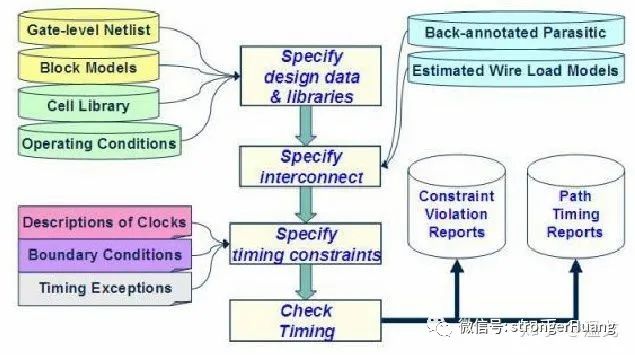 Gate-level Netlist
Block Models
Cell Library
Operating Conditions
Specify
design data
& libraries
Back-annotated Parasitic
Estimated Wire Load Models
Specify
interconnect
Descriptions of Clocks
Boundary Conditions
Timing Exceptions
Specify
timing constraints
Constraint
Violation
Reports
Path
Timing
Reports
Check
Timing
微信号: strongerHuang